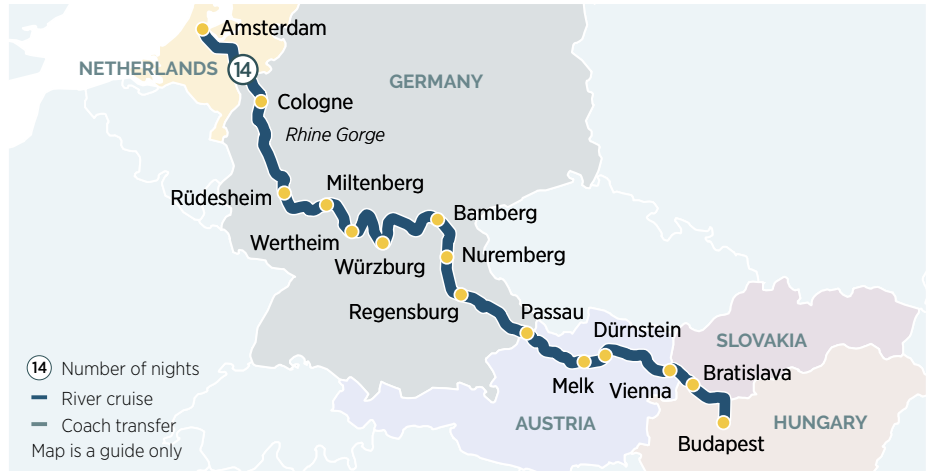 Amsterdam
NETHERLANDS
14
GERMANY
Cologne
Rhine Gorge
Miltenberg
Rüdesheim
Bamberg
Wertheim
Nuremberg
Würzburg
Regensburg
Passau
Dürnstein
SLOVAKIA
14 Number of nights
Melk
Vienna
Bratislava
River cruise
AUSTRIA
HUNGARY
Coach transfer
Budapest
Map is a guide only